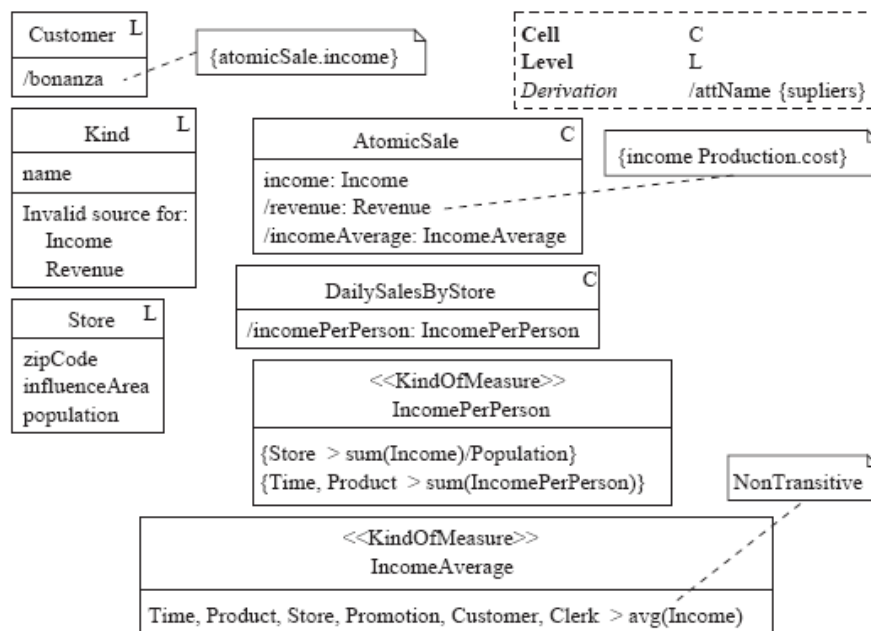 Customer L
/bonanza
{atomicSale.income}
Cell C
Level L
Derivation /attName {supliers}
Kind L
name
Invalid source for:
Income
Revenue
AtomicSale C
income: Income
/revenue: Revenue
/incomeAverage: IncomeAverage
{income Production.cost}
Store L
zipCode
influenceArea
population
DailySalesByStore C
/incomePerPerson: IncomePerPerson
<<KindOfMeasure>>
IncomePerPerson
{Store > sum(Income)/Population}
{Time, Product > sum(IncomePerPerson)}
NonTransitive
<<KindOfMeasure>>
IncomeAverage
Time, Product, Store, Promotion, Customer, Clerk > avg(Income)